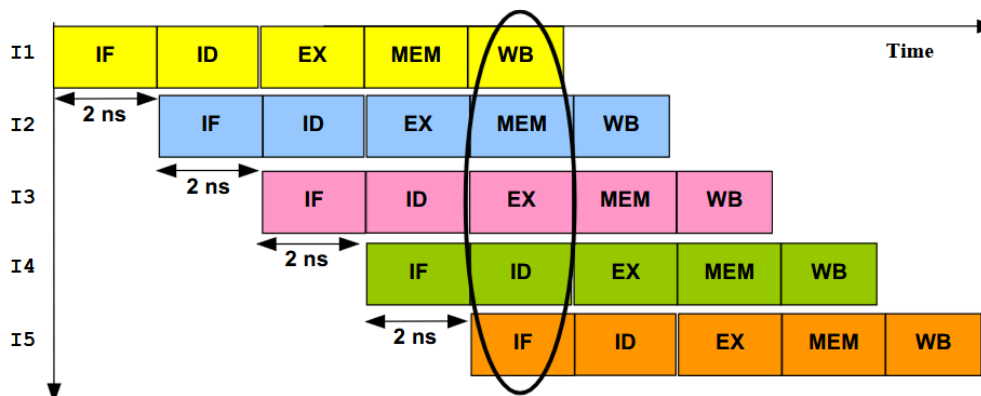 I1 IF ID EX MEM WB Time
2 ns
I2 IF ID EX MEM WB
2 ns
I3 IF ID EX MEM WB
2 ns
I4 IF ID EX MEM WB
2 ns
I5 IF ID EX MEM WB